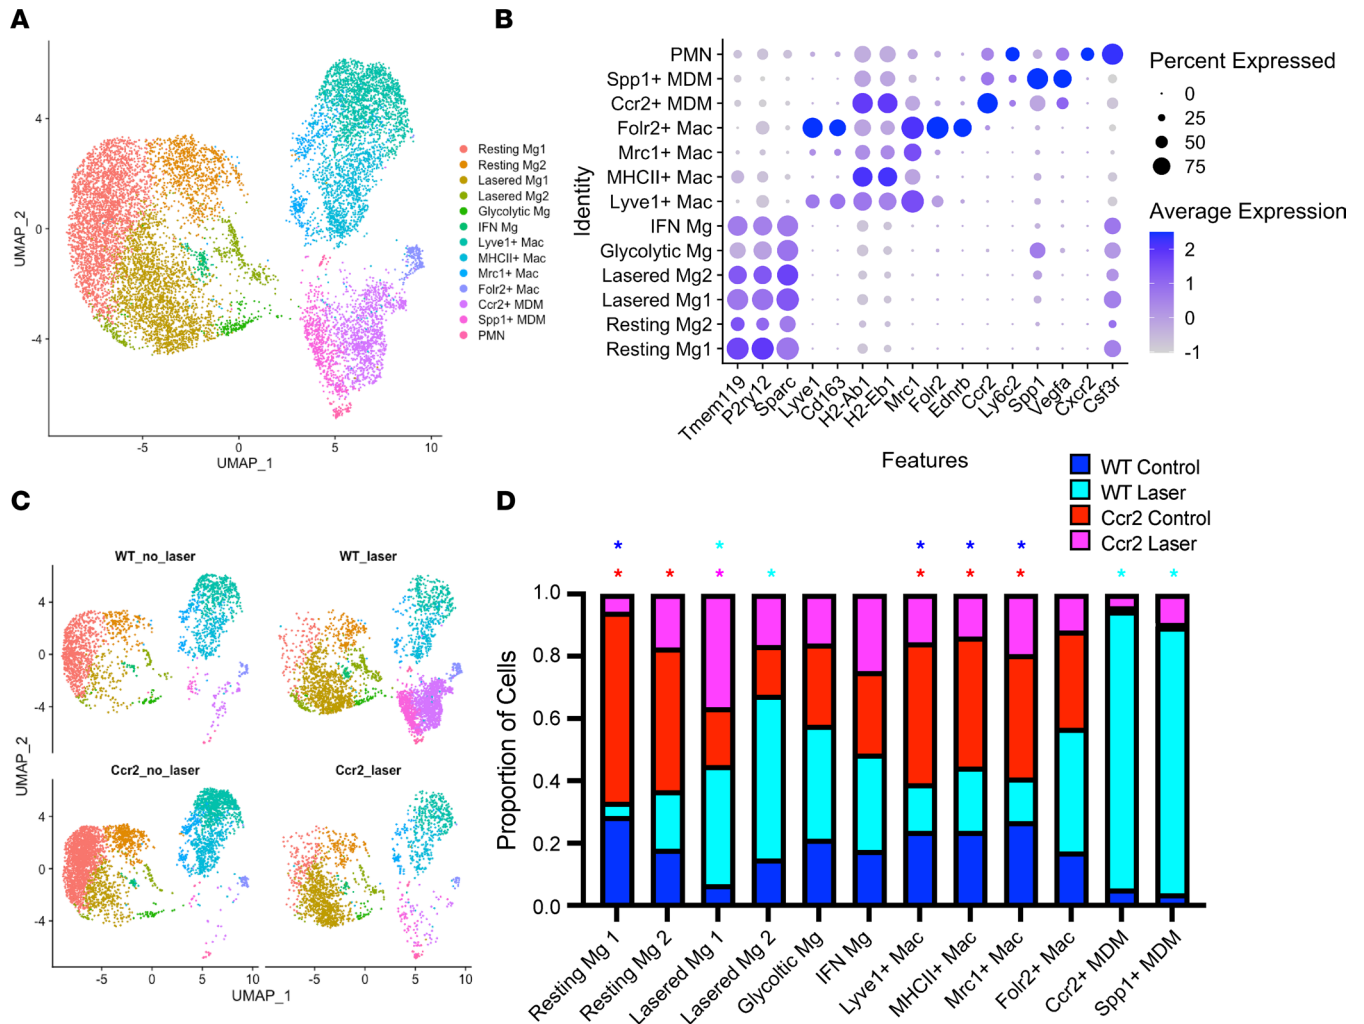 A
4
0
-4
UMAP_2
-5
0
5
10
UMAP_1
Resting Mg1
Resting Mg2
Lasered Mg1
Lasered Mg2
Glycolytic Mg
IFN Mg
Lyve1+ Mac
MHCII+ Mac
Mrc1+ Mac
Folr2+ Mac
Ccr2+ MDM
Spp1+ MDM
PMN
B
Identity
PMN
Spp1+ MDM
Ccr2+ MDM
Folr2+ Mac
Mrc1+ Mac
MHCII+ Mac
Lyve1+ Mac
IFN Mg
Glycolytic Mg
Lasered Mg2
Lasered Mg1
Resting Mg2
Resting Mg1
Tmem119
P2ry12
Sparc
Lyve1
Cd163
H2-Ab1
H2-Eb1
Mrc1
Folr2
Ednrb
Ccr2
Ly6c2
Spp1
Vegfa
Cxcr2
Csf3r
Features
Percent Expressed
0
25
50
75
Average Expression
2
1
0
-1
C
WT_no_laser
WT_laser
4
0
-4
Ccr2_no_laser
Ccr2_laser
4
0
-4
UMAP_2
-5
0
5
10
-5
0
5
10
UMAP_1
D
WT Control
WT Laser
Ccr2 Control
Ccr2 Laser
* * * * *
* * * * * * * * *
1.0
0.8
0.6
0.4
0.2
0.0
Proportion of Cells
Resting Mg 1
Resting Mg 2
Lasered Mg 1
Lasered Mg 2
Glycoltic Mg
IFN Mg
Lyve1+ Mac
MHCII+ Mac
Mrc1+ Mac
Folr2+ Mac
Ccr2+ MDM
Spp1+ MDM